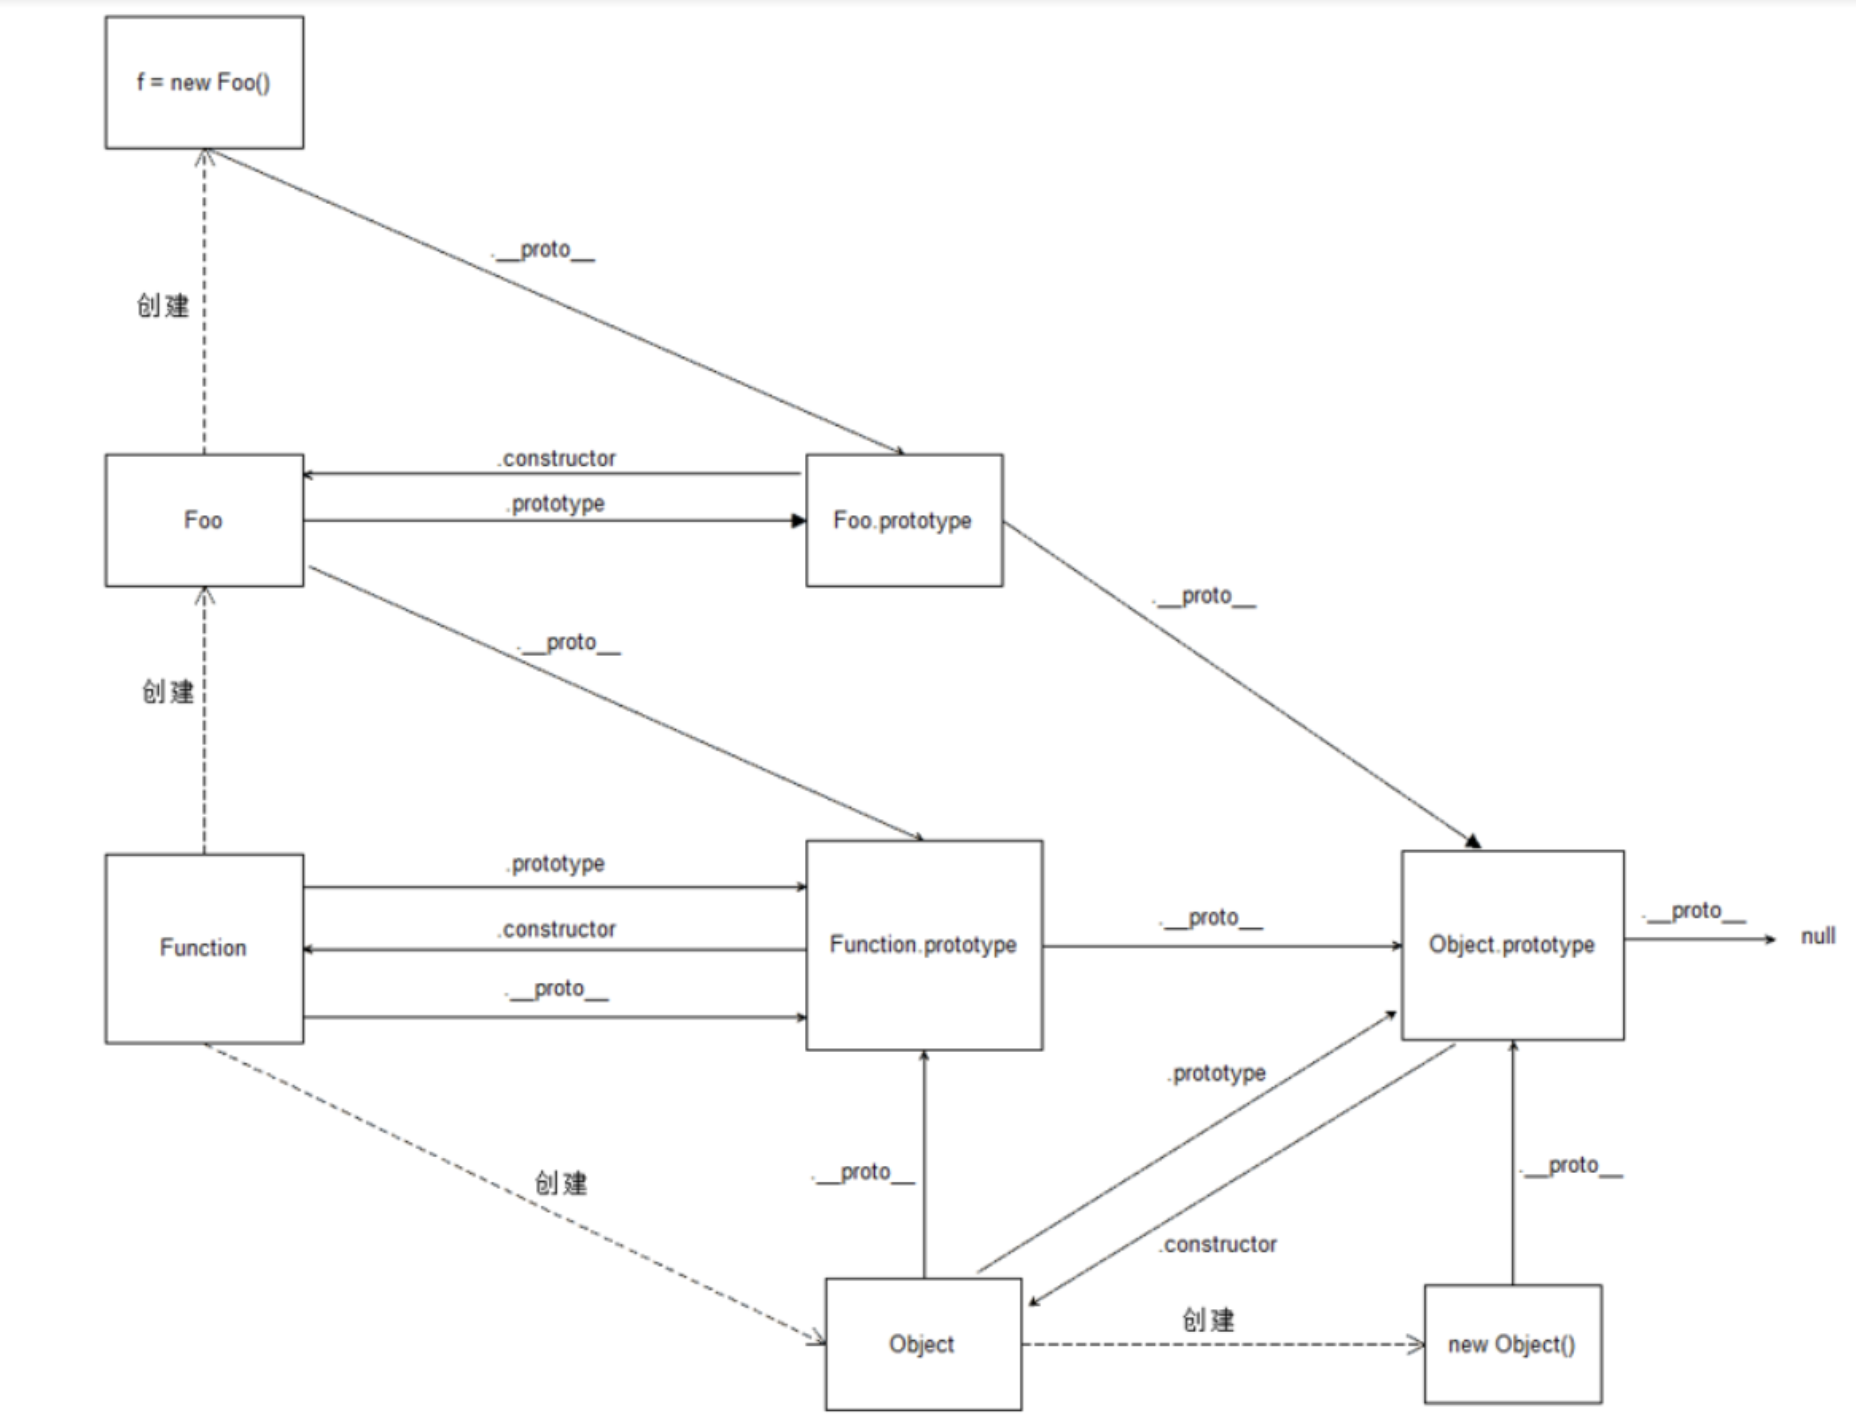 f = new Foo()
.__proto__
创建
.constructor
.prototype
Foo
Foo.prototype
.__proto__
.__proto__
创建
.prototype
.constructor
.__proto__
Function
Function.prototype
.__proto__
Object.prototype
.__proto__
null
.prototype
.__proto__
.__proto__
创建
.constructor
创建
Object
new Object()